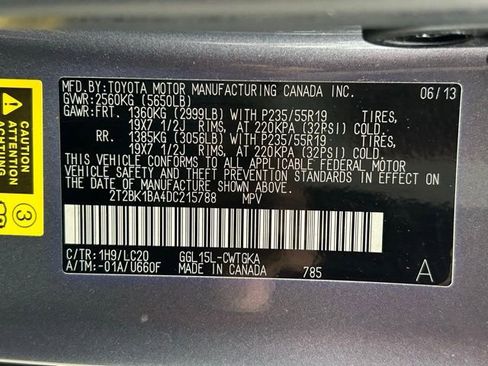 MFD.BY:TOYOTA MOTOR MANUFACTURING CANADA INC. 06/13
GVWR:2560KG (5650LB)
GAWR:FRT. 1360KG (2999LB) WITH P235/55R19 TIRES,
19X7 1/2J RIMS, AT 220KPA (32PSI) COLD.
RR. 1385KG (3056LB) WITH P235/55R19 TIRES,
19X7 1/2J RIMS, AT 220KPA (32PSI) COLD.
THIS VEHICLE CONFORMS TO ALL APPLICABLE FEDERAL MOTOR
VEHICLE SAFETY AND THEFT PREVENTION STANDARDS IN EFFECT
ON THE DATE OF MANUFACTURE SHOWN ABOVE.
2T2BK1BA4DC215788 MPV
C/TR:1H9/LC20 GGL15L-CWTGKA
A/TM:-01A/U660F MADE IN CANADA 785 A
3